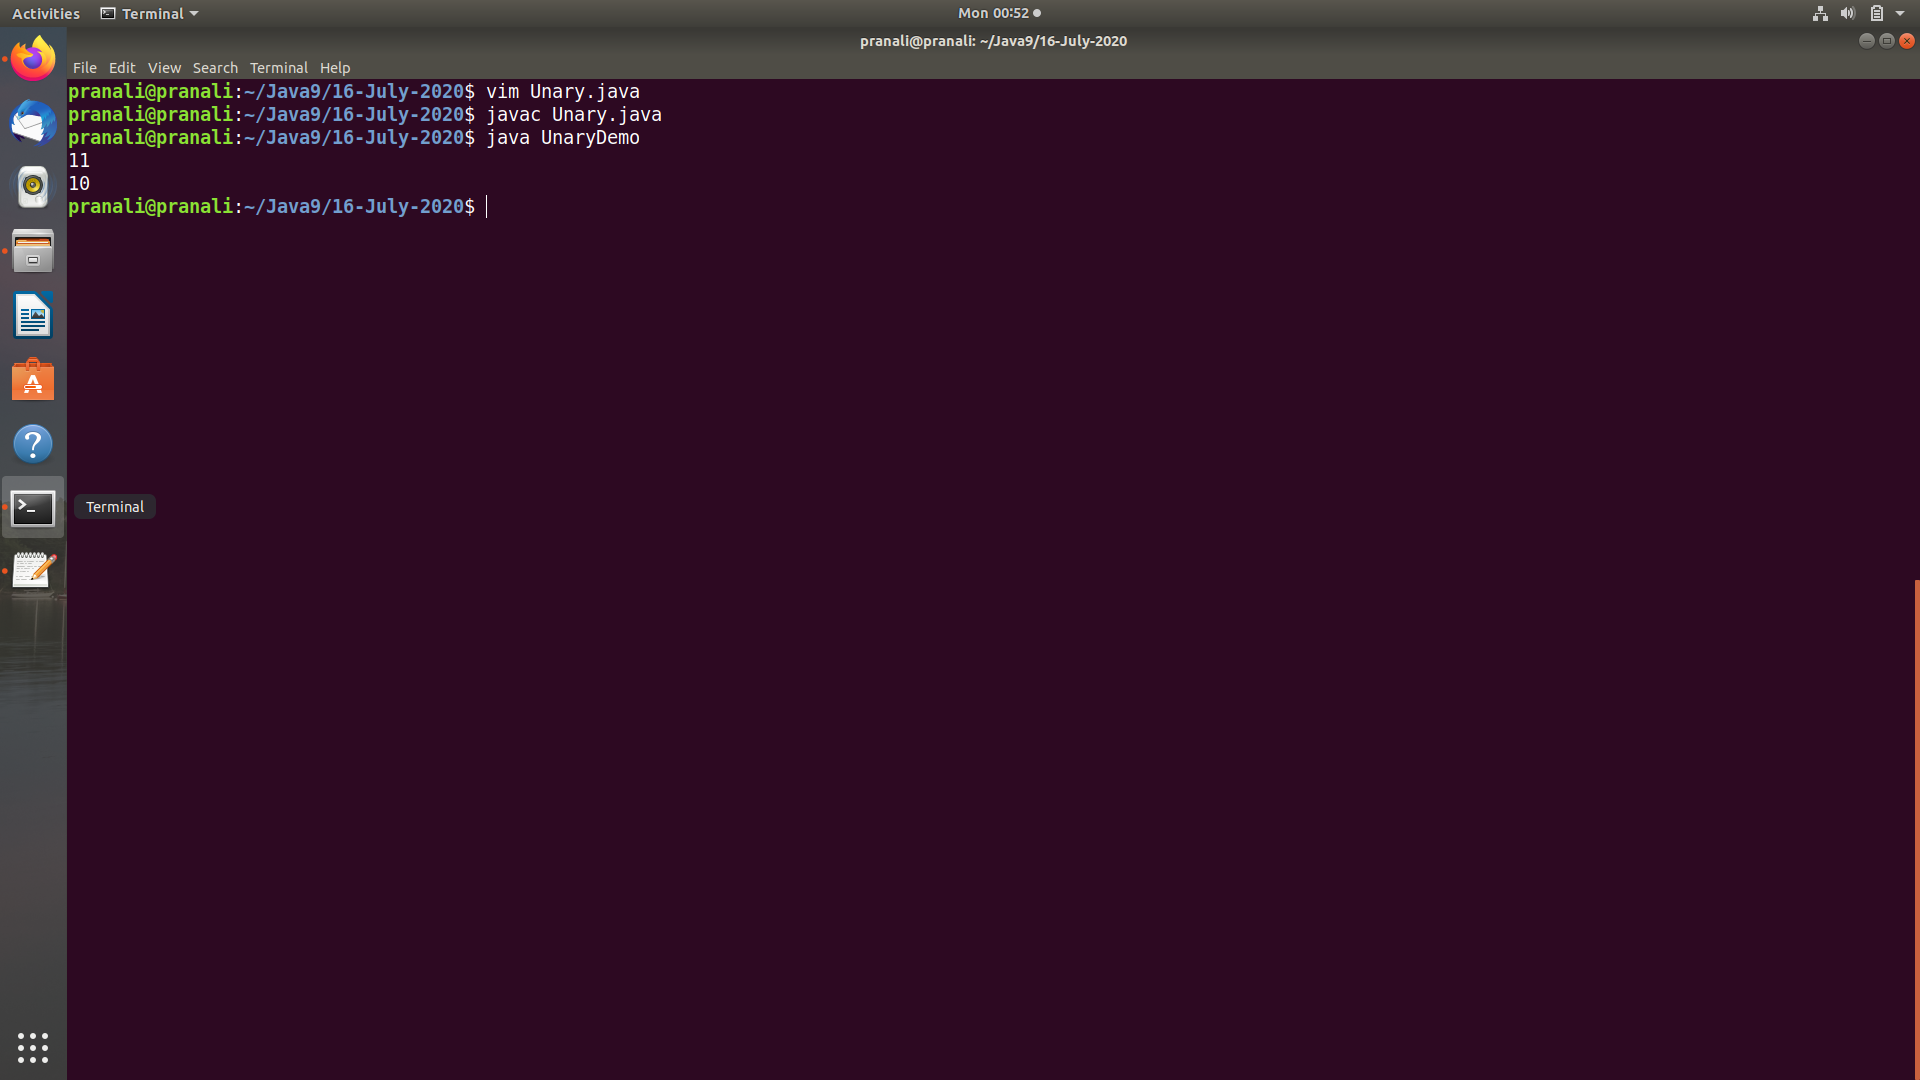 Activities Terminal Mon 00:52
pranali@pranali: ~/Java9/16-July-2020
File Edit View Search Terminal Help
pranali@pranali:~/Java9/16-July-2020$ vim Unary.java
pranali@pranali:~/Java9/16-July-2020$ javac Unary.java
pranali@pranali:~/Java9/16-July-2020$ java UnaryDemo
11
10
pranali@pranali:~/Java9/16-July-2020$
Terminal